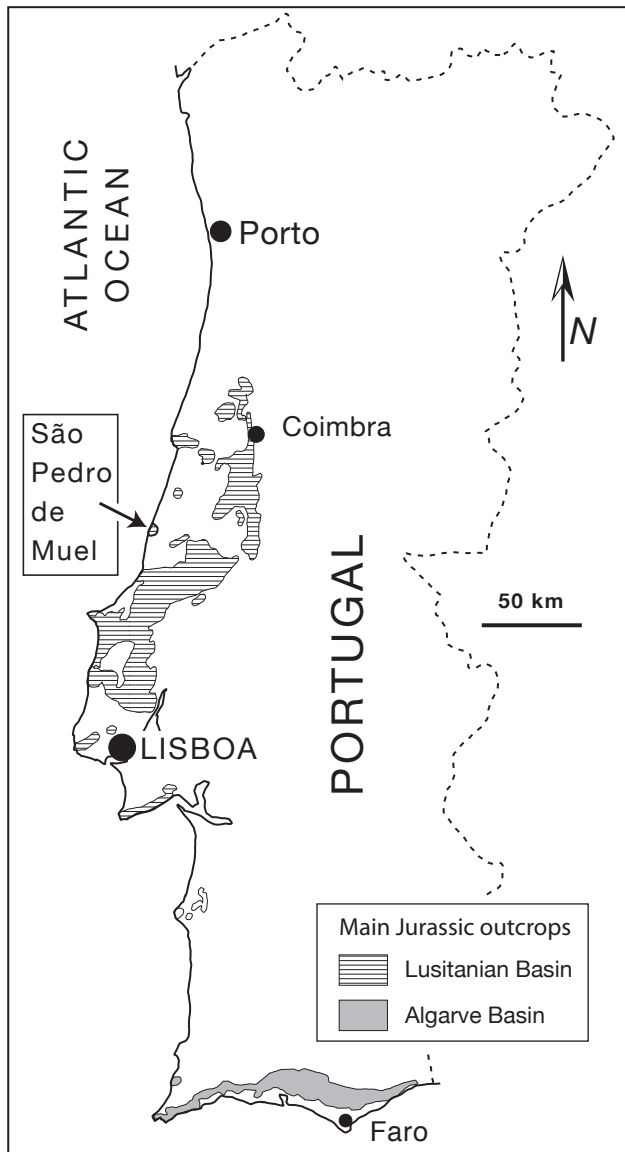 ATLANTIC
OCEAN
Porto
N
Coimbra
São
Pedro
de
Muel
50 km
PORTUGAL
LISBOA
Main Jurassic outcrops
Lusitanian Basin
Algarve Basin
Faro